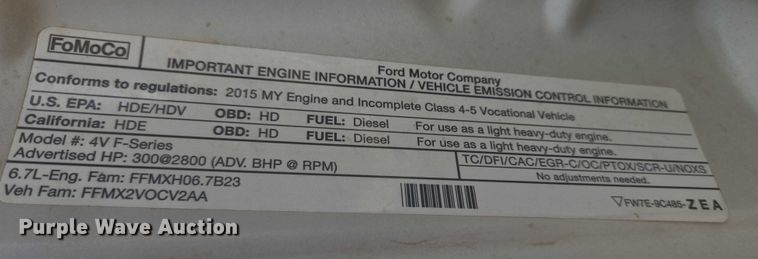 FoMoCo
Ford Motor Company
IMPORTANT ENGINE INFORMATION / VEHICLE EMISSION CONTROL INFORMATION
Conforms to regulations: 2015 MY Engine and Incomplete Class 4-5 Vocational Vehicle
U.S. EPA: HDE/HDV OBD: HD FUEL: Diesel For use as a light heavy-duty engine.
California: HDE OBD: HD FUEL: Diesel For use as a light heavy-duty engine.
Model #: 4V F-Series
Advertised HP: 300@2800 (ADV. BHP @ RPM)
TC/DFI/CAC/EGR-C/OC/PTOX/SCR-U/NOXS
No adjustments needed.
6.7L-Eng. Fam: FFMXH06.7B23
Veh Fam: FFMX2VOCV2AA
FW7E-9C485-ZEA
Purple Wave Auction